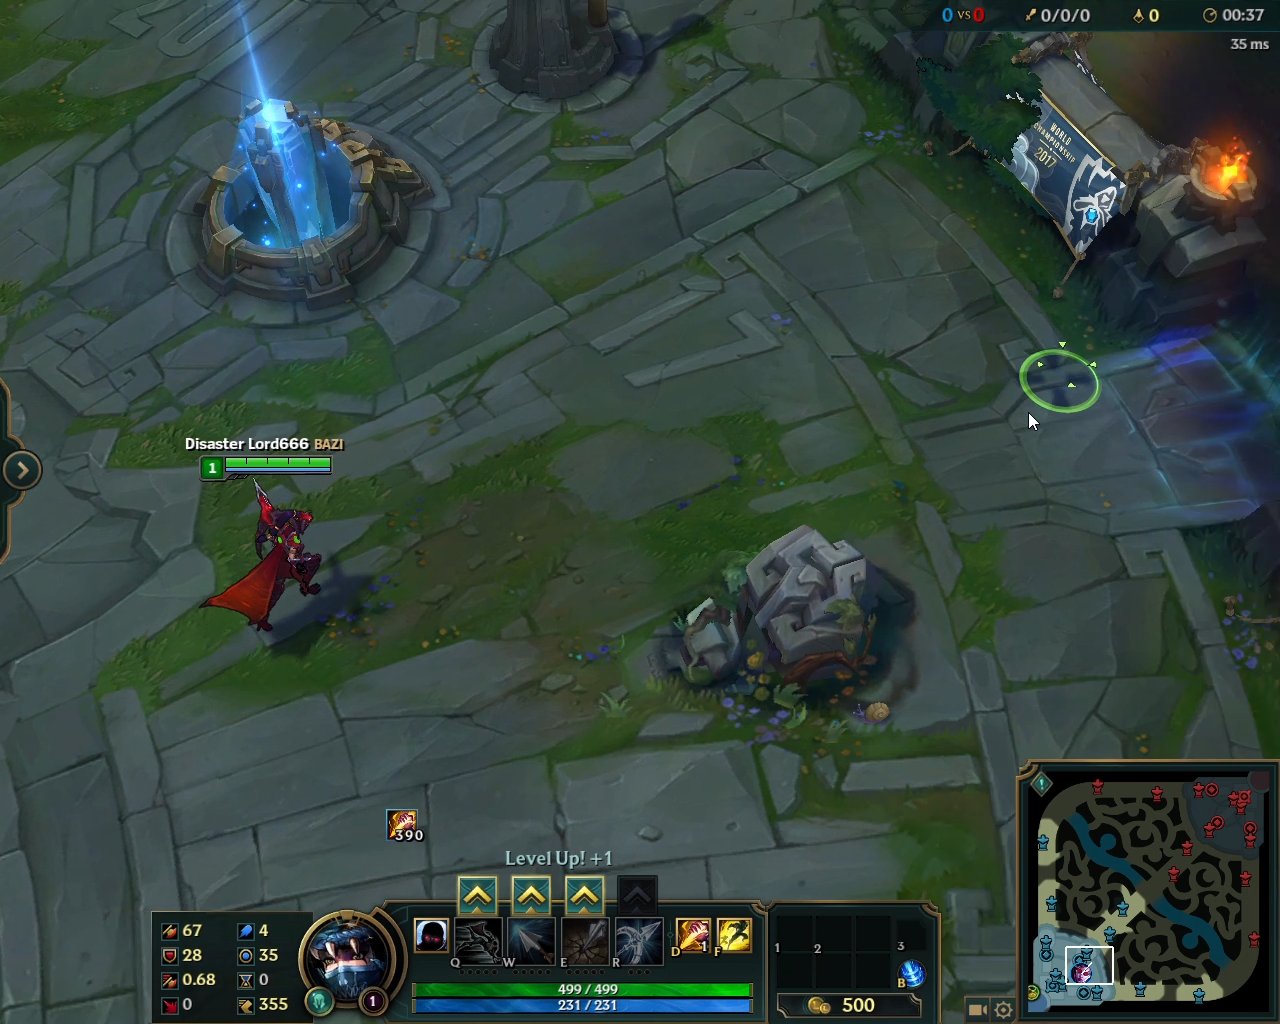 0 vs 0 0/0/0 0 00:37
35 ms
WORLD
CHAMPIONSHIP
2017
Disaster Lord666 BAZI
1
390
Level Up! +1
67 4
28 35
0.68 0
0 355
1
Q W E R D 1 F
499 / 499
231 / 231
1 2 3
B
500